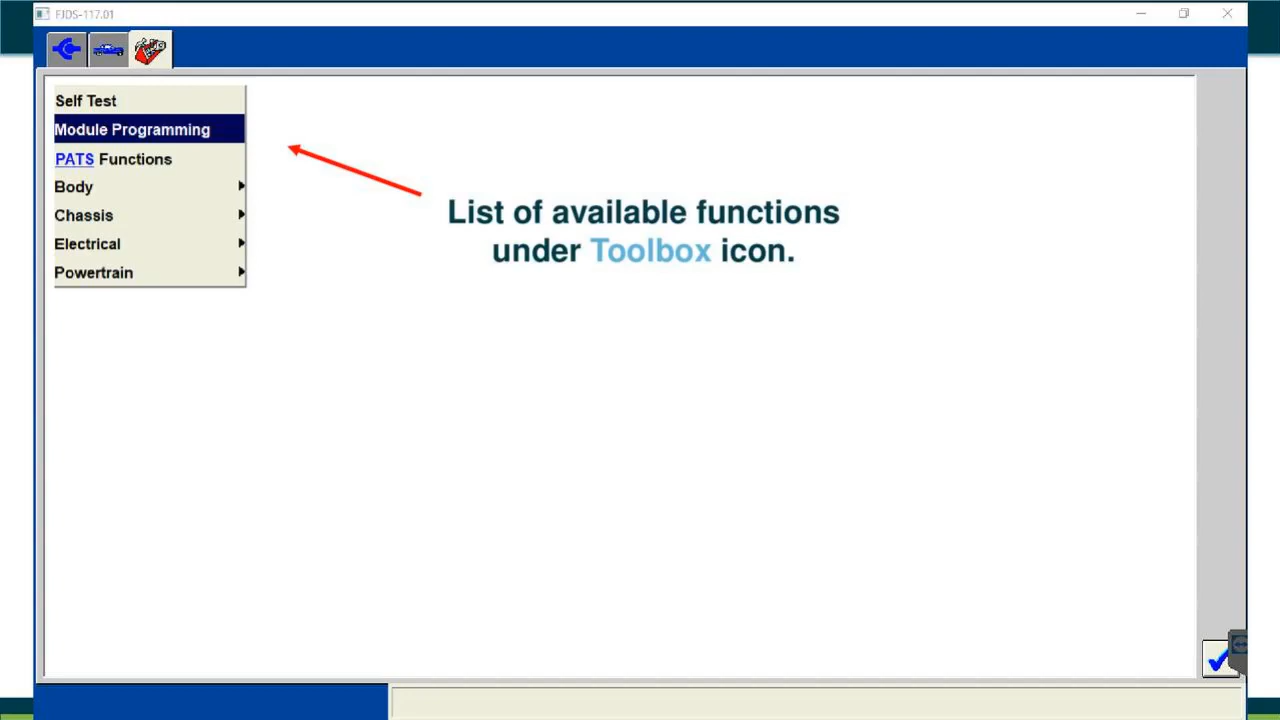 FJDS-117.01
Self Test
Module Programming
PATS Functions
Body
Chassis
Electrical
Powertrain
List of available functions
under Toolbox icon.